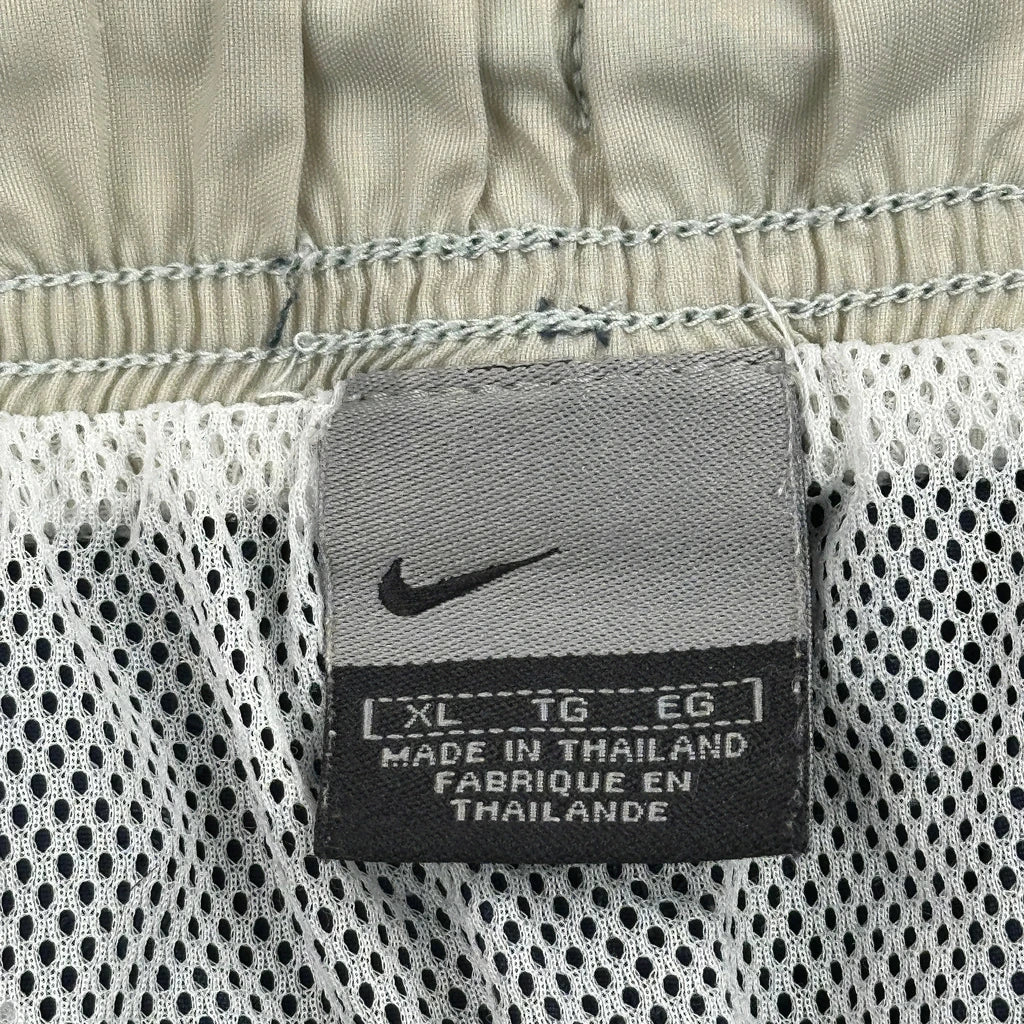 XL TG EG
MADE IN THAILAND
FABRIQUE EN
THAILANDE